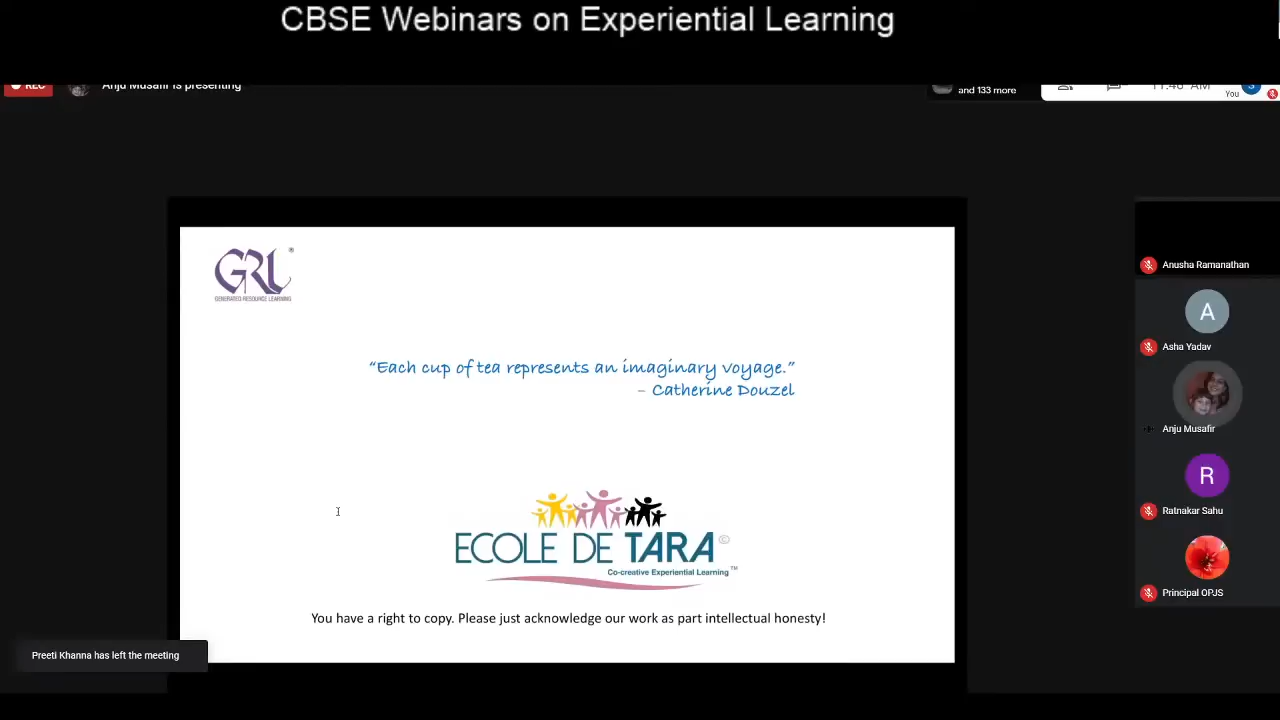 CBSE Webinars on Experiential Learning
REC
Anju Musafir is presenting
and 133 more
11:46 AM
You
S
GRL®
GENERATED RESOURCE LEARNING
“Each cup of tea represents an imaginary voyage.”
– Catherine Douzel
ECOLE DE TARA©
Co-creative Experiential Learning™
You have a right to copy. Please just acknowledge our work as part intellectual honesty!
Anusha Ramanathan
A
Asha Yadav
Anju Musafir
R
Ratnakar Sahu
Principal OPJS
Preeti Khanna has left the meeting